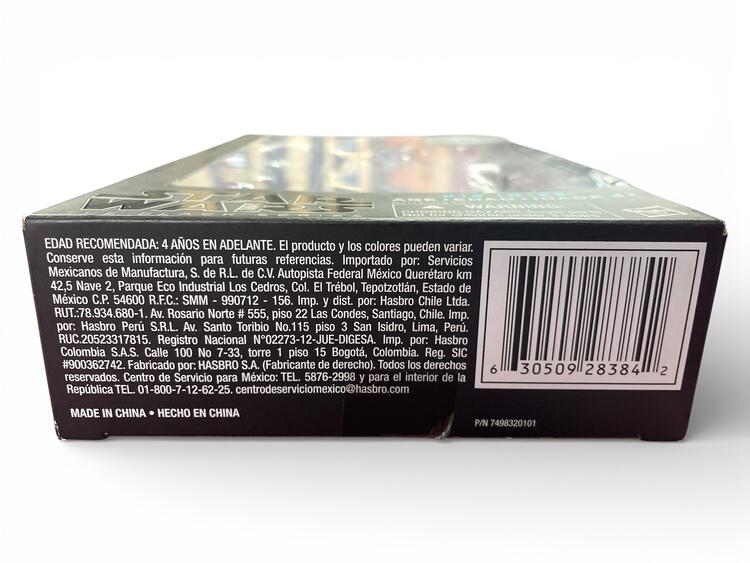 STAR
WARS
WARNING:
EDAD RECOMENDADA: 4 AÑOS EN ADELANTE. El producto y los colores pueden variar.
Conserve esta información para futuras referencias. Importado por: Servicios
Mexicanos de Manufactura, S. de R.L. de C.V. Autopista Federal México Querétaro km
42,5 Nave 2, Parque Eco Industrial Los Cedros, Col. El Trébol, Tepotzotlán, Estado de
México C.P. 54600 R.F.C.: SMM - 990712 - 156. Imp. y dist. por: Hasbro Chile Ltda.
RUT.:78.934.680-1. Av. Rosario Norte # 555, piso 22 Las Condes, Santiago, Chile. Imp.
por: Hasbro Perú S.R.L. Av. Santo Toribio No.115 piso 3 San Isidro, Lima, Perú.
RUC.20523317815. Registro Nacional N°02273-12-JUE-DIGESA. Imp. por: Hasbro
Colombia S.A.S. Calle 100 No 7-33, torre 1 piso 15 Bogotá, Colombia. Reg. SIC
#900362742. Fabricado por: HASBRO S.A. (Fabricante de derecho). Todos los derechos
reservados. Centro de Servicio para México: TEL. 5876-2998 y para el interior de la
República TEL. 01-800-7-12-62-25. centrodeserviciomexico@hasbro.com
MADE IN CHINA • HECHO EN CHINA
6 30509 28384 2
P/N 7498320101